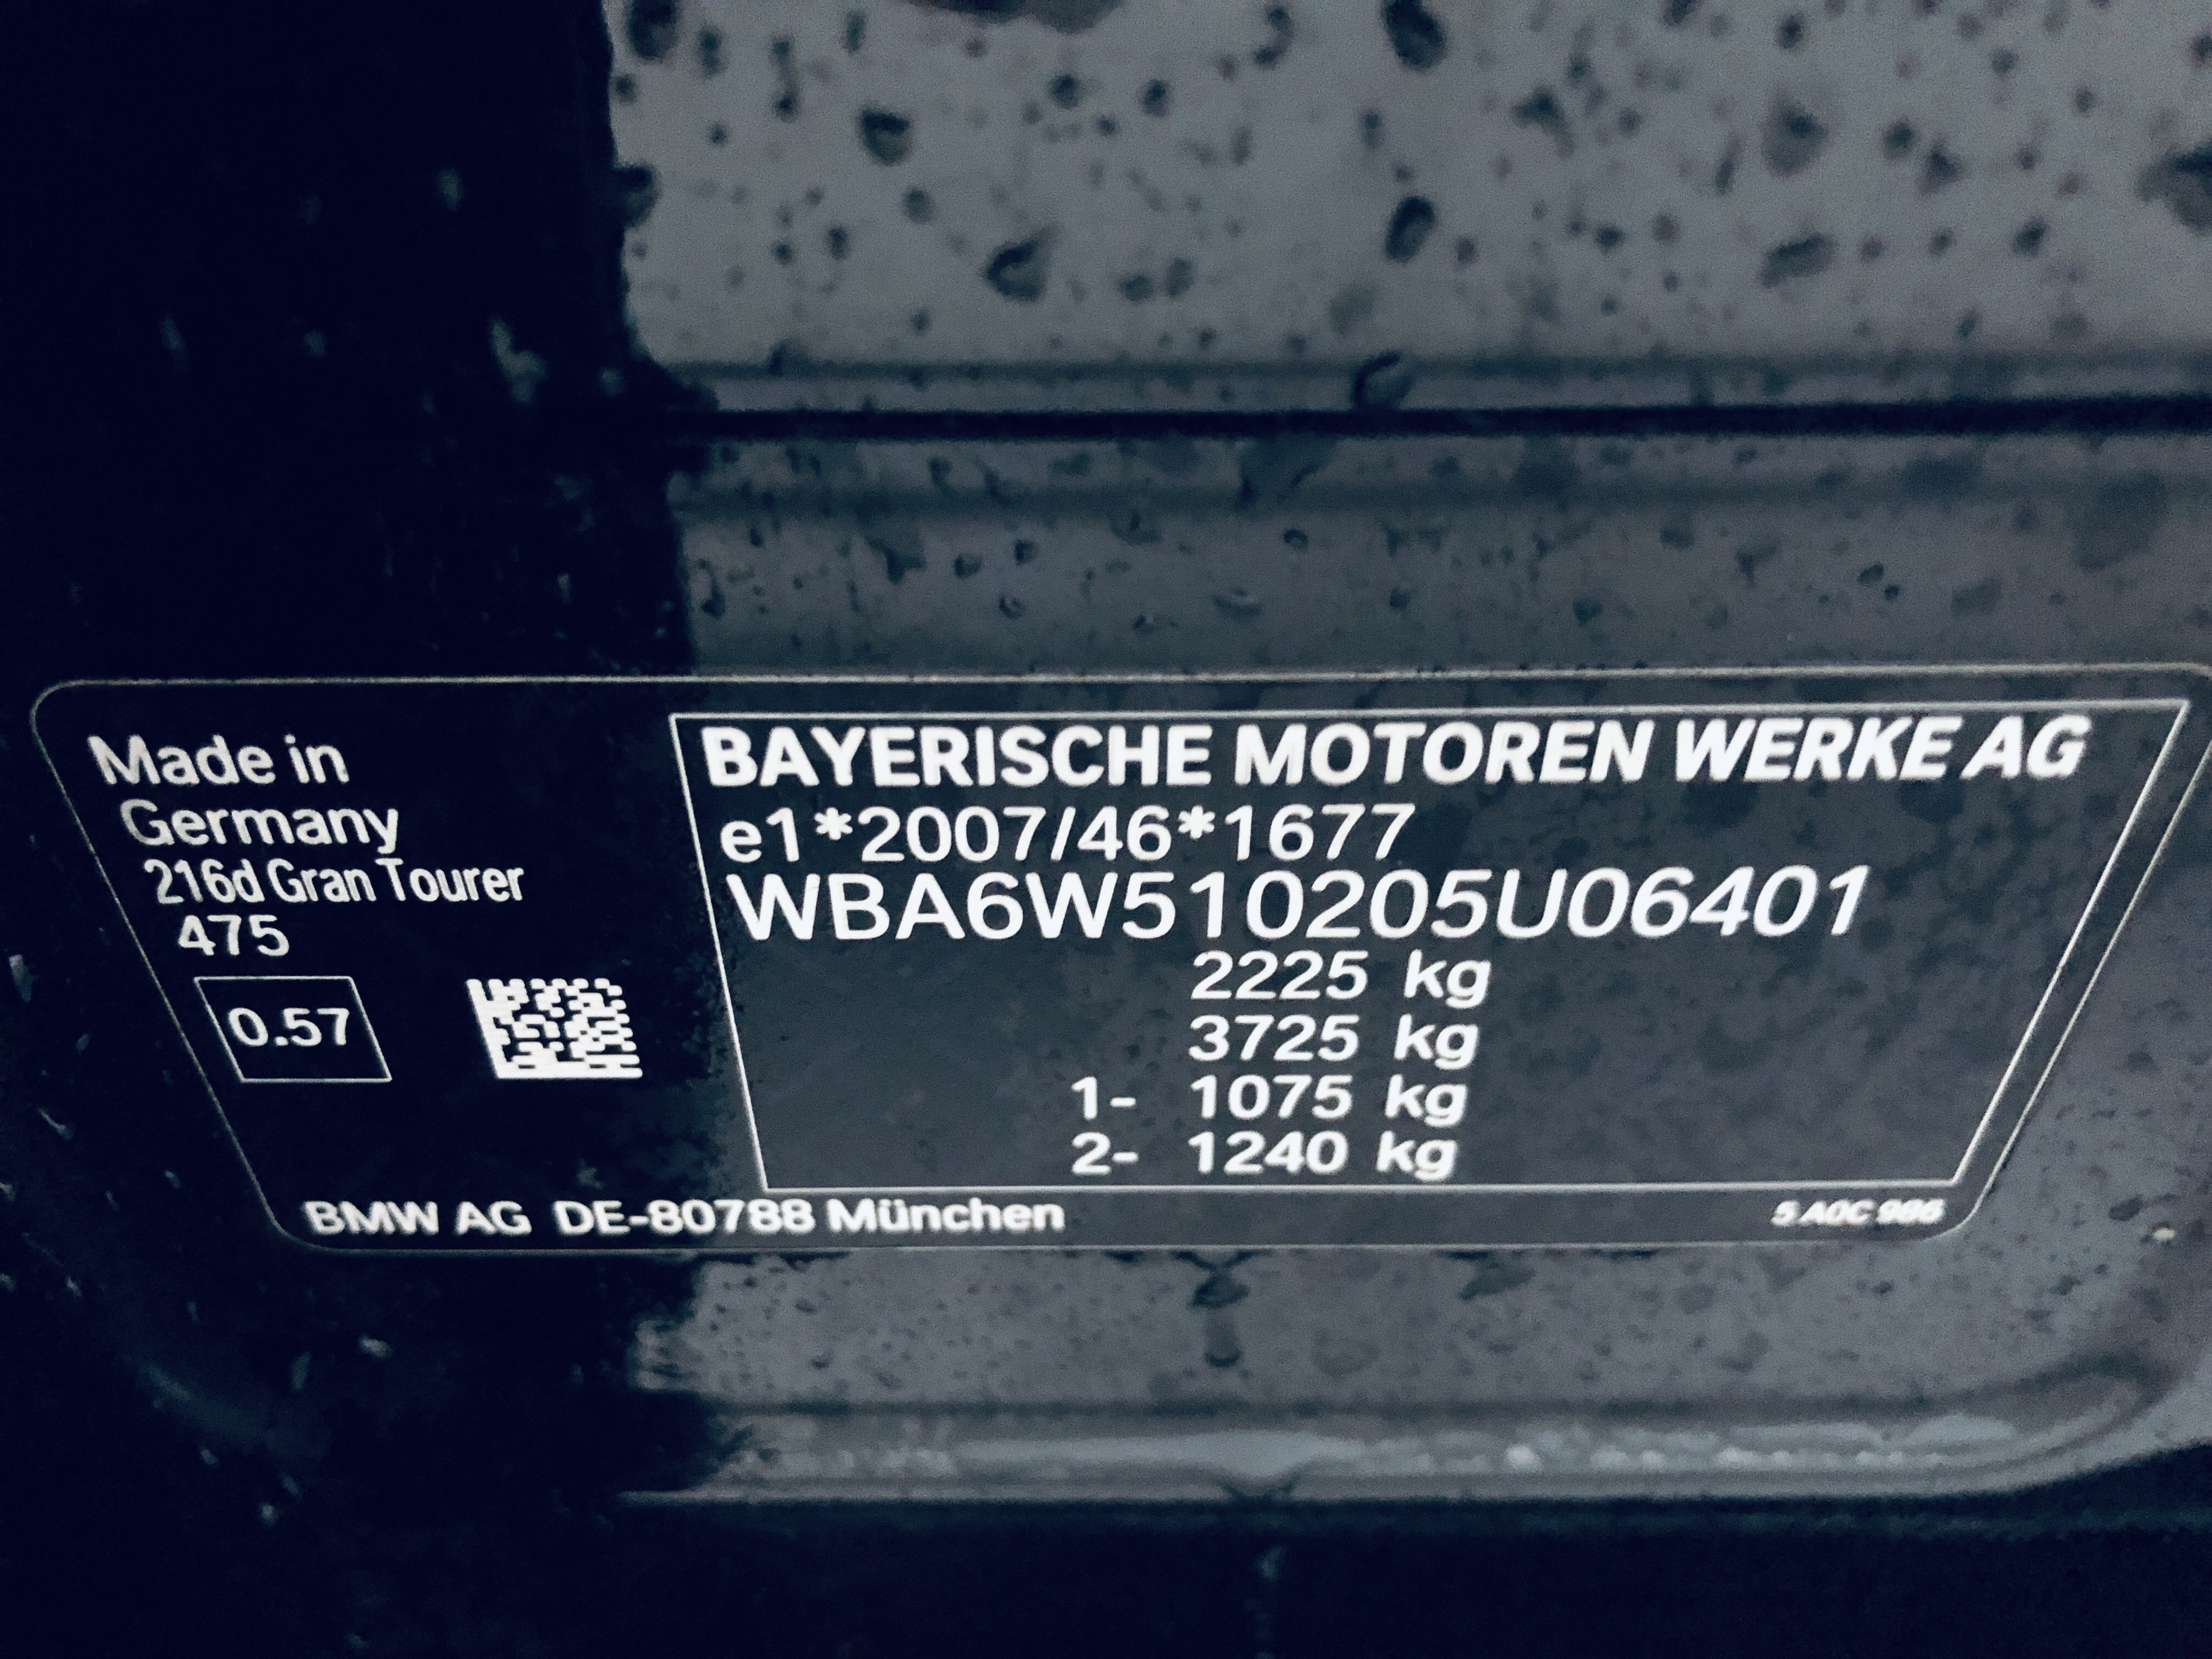 Made in
Germany
216d Gran Tourer
475
0.57
BAYERISCHE MOTOREN WERKE AG
e1*2007/46*1677
WBA6W510205U06401
2225 kg
3725 kg
1- 1075 kg
2- 1240 kg
BMW AG DE-80788 München
5 A0C 986